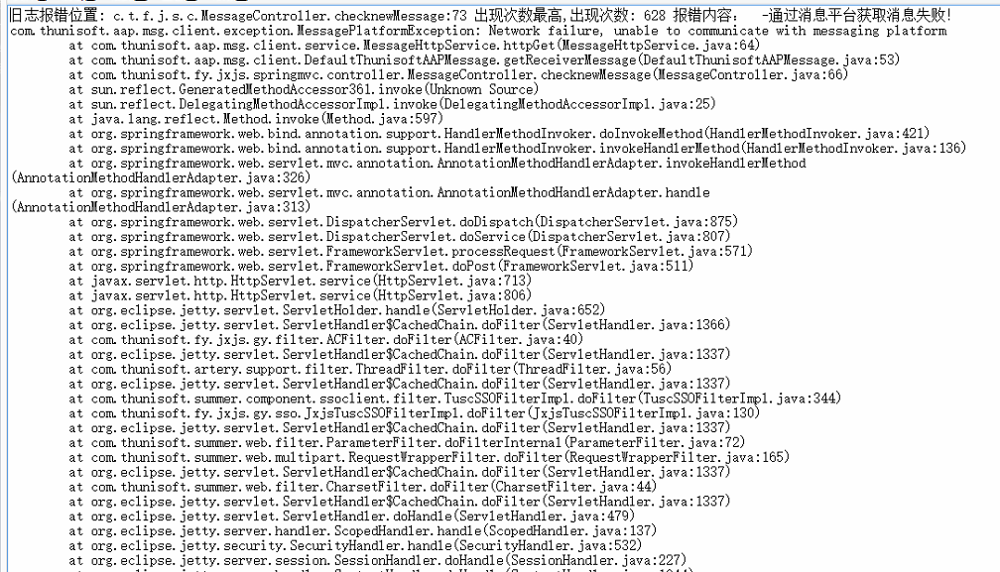 旧志报错位置: c.t.f.j.s.c.MessageController.checknewMessage:73 出现次数最高,出现次数: 628 报错内容:  -通过消息平台获取消息失败!
com.thunisoft.aap.msg.client.exception.MessagePlatformException: Network failure, unable to communicate with messaging platform
at com.thunisoft.aap.msg.client.service.MessageHttpService.httpGet(MessageHttpService.java:64)
at com.thunisoft.aap.msg.client.DefaultThunisoftAAPMessage.getReceiverMessage(DefaultThunisoftAAPMessage.java:53)
at com.thunisoft.fy.jxjs.springmvc.controller.MessageController.checknewMessage(MessageController.java:66)
at sun.reflect.GeneratedMethodAccessor361.invoke(Unknown Source)
at sun.reflect.DelegatingMethodAccessorImpl.invoke(DelegatingMethodAccessorImpl.java:25)
at java.lang.reflect.Method.invoke(Method.java:597)
at org.springframework.web.bind.annotation.support.HandlerMethodInvoker.doInvokeMethod(HandlerMethodInvoker.java:421)
at org.springframework.web.bind.annotation.support.HandlerMethodInvoker.invokeHandlerMethod(HandlerMethodInvoker.java:136)
at org.springframework.web.servlet.mvc.annotation.AnnotationMethodHandlerAdapter.invokeHandlerMethod
(AnnotationMethodHandlerAdapter.java:326)
at org.springframework.web.servlet.mvc.annotation.AnnotationMethodHandlerAdapter.handle
(AnnotationMethodHandlerAdapter.java:313)
at org.springframework.web.servlet.DispatcherServlet.doDispatch(DispatcherServlet.java:875)
at org.springframework.web.servlet.DispatcherServlet.doService(DispatcherServlet.java:807)
at org.springframework.web.servlet.FrameworkServlet.processRequest(FrameworkServlet.java:571)
at org.springframework.web.servlet.FrameworkServlet.doPost(FrameworkServlet.java:511)
at javax.servlet.http.HttpServlet.service(HttpServlet.java:713)
at javax.servlet.http.HttpServlet.service(HttpServlet.java:806)
at org.eclipse.jetty.servlet.ServletHolder.handle(ServletHolder.java:652)
at org.eclipse.jetty.servlet.ServletHandler$CachedChain.doFilter(ServletHandler.java:1366)
at com.thunisoft.fy.jxjs.gy.filter.ACFilter.doFilter(ACFilter.java:40)
at org.eclipse.jetty.servlet.ServletHandler$CachedChain.doFilter(ServletHandler.java:1337)
at com.thunisoft.artery.support.filter.ThreadFilter.doFilter(ThreadFilter.java:56)
at org.eclipse.jetty.servlet.ServletHandler$CachedChain.doFilter(ServletHandler.java:1337)
at com.thunisoft.summer.component.ssoclient.filter.TuscSSOFilterImpl.doFilter(TuscSSOFilterImpl.java:344)
at com.thunisoft.fy.jxjs.gy.sso.JxjsTuscSSOFilterImpl.doFilter(JxjsTuscSSOFilterImpl.java:130)
at org.eclipse.jetty.servlet.ServletHandler$CachedChain.doFilter(ServletHandler.java:1337)
at com.thunisoft.summer.web.filter.ParameterFilter.doFilterInternal(ParameterFilter.java:72)
at com.thunisoft.summer.web.multipart.RequestWrapperFilter.doFilter(RequestWrapperFilter.java:165)
at org.eclipse.jetty.servlet.ServletHandler$CachedChain.doFilter(ServletHandler.java:1337)
at com.thunisoft.summer.web.filter.CharsetFilter.doFilter(CharsetFilter.java:44)
at org.eclipse.jetty.servlet.ServletHandler$CachedChain.doFilter(ServletHandler.java:1337)
at org.eclipse.jetty.servlet.ServletHandler.doHandle(ServletHandler.java:479)
at org.eclipse.jetty.server.handler.ScopedHandler.handle(ScopedHandler.java:137)
at org.eclipse.jetty.security.SecurityHandler.handle(SecurityHandler.java:532)
at org.eclipse.jetty.server.session.SessionHandler.doHandle(SessionHandler.java:227)